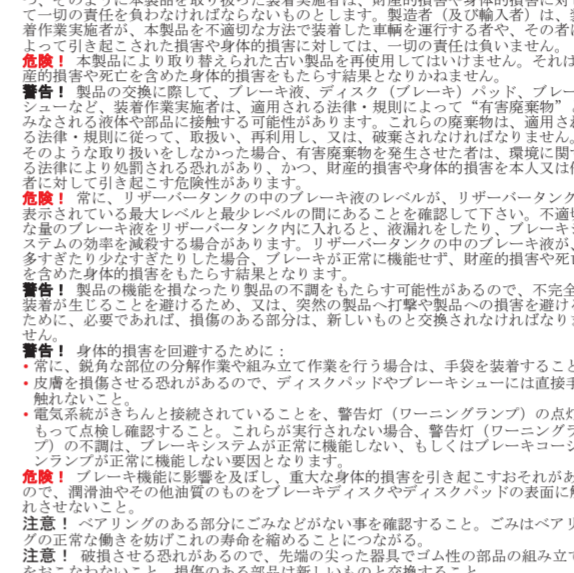 て一切の責任を負わなければならないものとします。製造者（及び輸入者）は、
着作業実施者が、本製品を不適切な方法で装着した車輌を運行する者や、その者
よって引き起こされた損害や身体的損害に対しては、一切の責任は負いません。
危険！ 本製品により取り替えられた古い製品を再使用してはいけません。それは
産的損害や死亡を含めた身体的損害をもたらす結果となりかねません。
警告！ 製品の交換に際して、ブレーキ液、ディスク（ブレーキ）パッド、ブレー
シューなど、装着作業実施者は、適用される法律・規則によって“有害廃棄物”
みなされる液体や部品に接触する可能性があります。これらの廃棄物は、適用さ
る法律・規則に従って、取扱い、再利用し、又は、破棄されなければなりません。
そのような取り扱いをしなかった場合、有害廃棄物を発生させた者は、環境に関
る法律により処罰される恐れがあり、かつ、財産的損害や身体的損害を本人又は
者に対して引き起こす危険性があります。
危険！ 常に、リザーバータンクの中のブレーキ液のレベルが、リザーバータンク
表示されている最大レベルと最少レベルの間にあることを確認して下さい。不適
な量のブレーキ液をリザーバータンク内に入れると、液漏れをしたり、ブレーキ
ステムの効率を減殺する場合があります。リザーバータンクの中のブレーキ液が、
多すぎたり少なすぎたりした場合、ブレーキが正常に機能せず、財産的損害や死
を含めた身体的損害をもたらす結果となります。
警告！ 製品の機能を損なったり製品の不調をもたらす可能性があるので、不完全
装着が生じることを避けるため、又は、突然の製品へ打撃や製品への損害を避け
ために、必要であれば、損傷のある部分は、新しいものと交換されなければなり
せん。
警告！ 身体的損害を回避するために：
• 常に、鋭角な部位の分解作業や組み立て作業を行う場合は、手袋を装着すること
• 皮膚を損傷させる恐れがあるので、ディスクパッドやブレーキシューには直接手
触れないこと。
• 電気系統がきちんと接続されていることを、警告灯（ワーニングランプ）の点
もって点検し確認すること。これらが実行されない場合、警告灯（ワーニング
プ）の不調は、ブレーキシステムが正常に機能しない、もしくはブレーキコー
ンランプが正常に機能しない要因となります。
危険！ ブレーキ機能に影響を及ぼし、重大な身体的損害を引き起こすおそれがあ
ので、潤滑油やその他油質のものをブレーキディスクやディスクパッドの表面に
れさせないこと。
注意！ ベアリングのある部分にごみなどがない事を確認すること。ごみはベア
グの正常な働きを妨げこれの寿命を縮めることにつながる。
注意！ 破損させる恐れがあるので、先端の尖った器具でゴム性の部品の組み立
をおこなわないこと。損傷のある部品は新しいものと交換すること